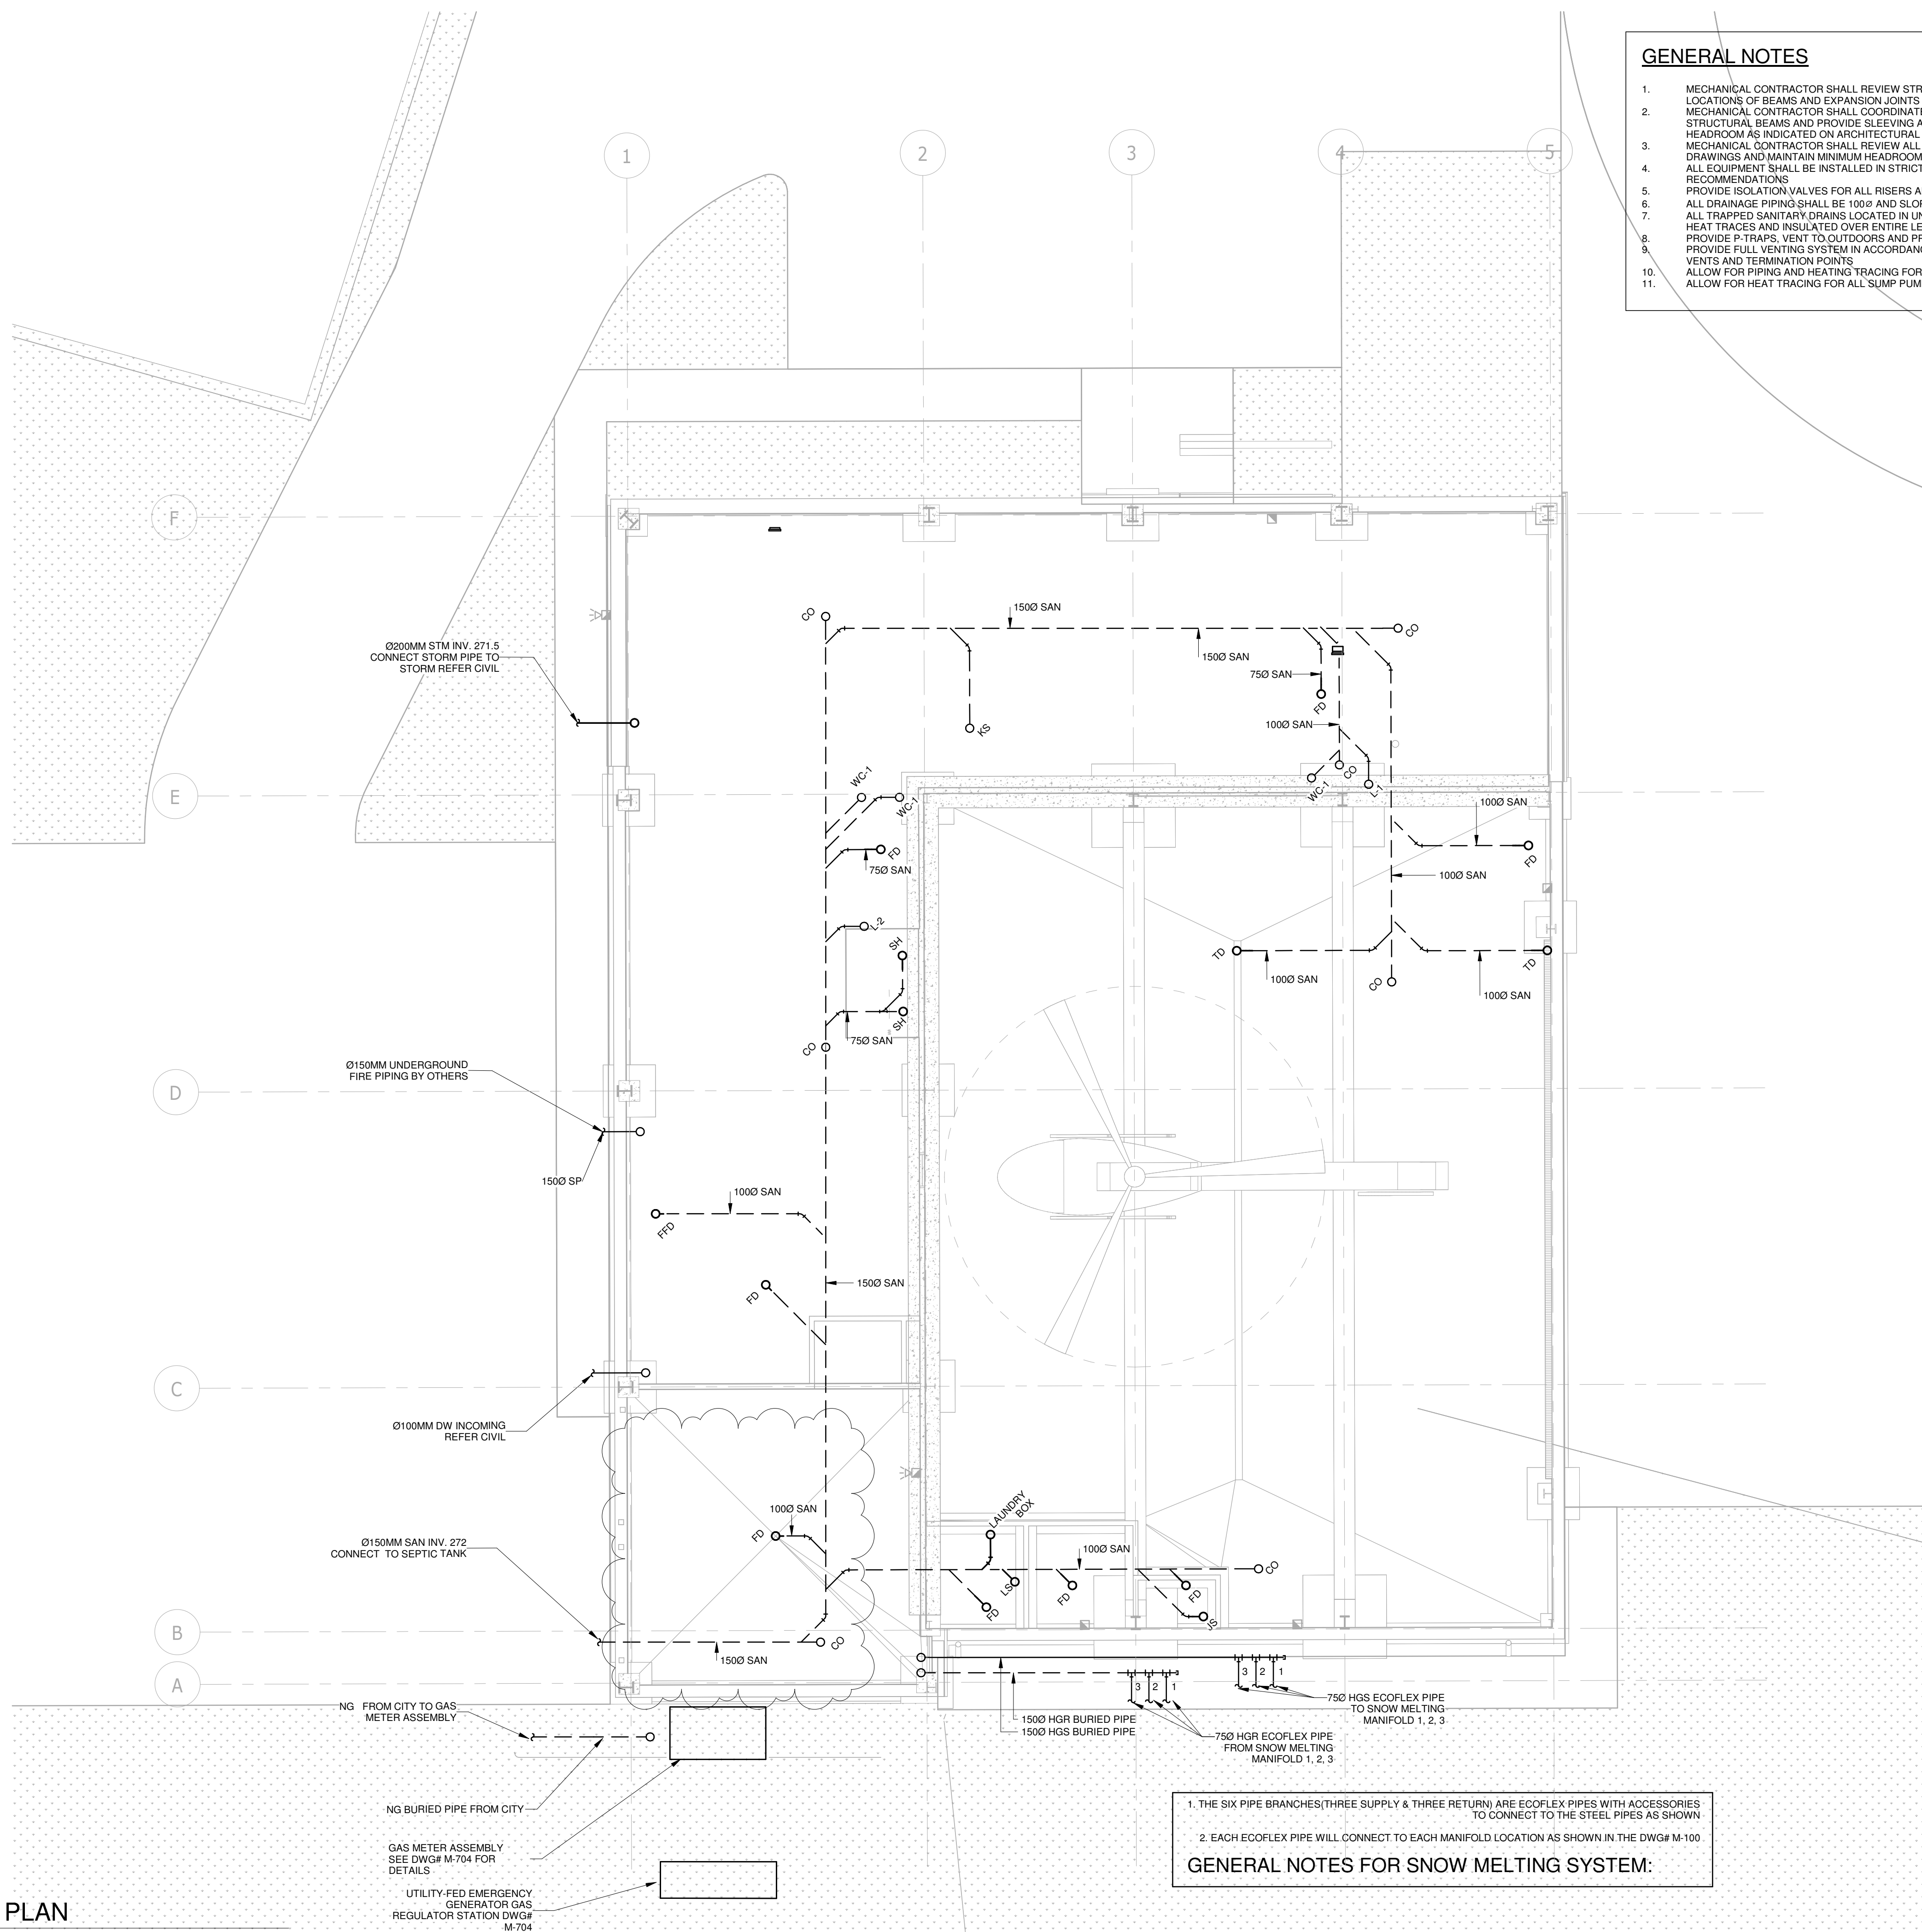 GENERAL NOTES
1. MECHANICAL CONTRACTOR SHALL REVIEW STR
LOCATIONS OF BEAMS AND EXPANSION JOINTS
2. MECHANICAL CONTRACTOR SHALL COORDINATE
STRUCTURAL BEAMS AND PROVIDE SLEEVING A
HEADROOM AS INDICATED ON ARCHITECTURAL
3. MECHANICAL CONTRACTOR SHALL REVIEW ALL
DRAWINGS AND MAINTAIN MINIMUM HEADROOM
4. ALL EQUIPMENT SHALL BE INSTALLED IN STRICT
RECOMMENDATIONS
5. PROVIDE ISOLATION VALVES FOR ALL RISERS A
6. ALL DRAINAGE PIPING SHALL BE 100Ø AND SLOP
7. ALL TRAPPED SANITARY DRAINS LOCATED IN UN
HEAT TRACES AND INSULATED OVER ENTIRE LE
8. PROVIDE P-TRAPS, VENT TO OUTDOORS AND PR
9. PROVIDE FULL VENTING SYSTEM IN ACCORDANC
VENTS AND TERMINATION POINTS
10. ALLOW FOR PIPING AND HEATING TRACING FOR
11. ALLOW FOR HEAT TRACING FOR ALL SUMP PUM
1
2
3
4
5
F
CO
150Ø SAN
CO
150Ø SAN
Ø200MM STM INV. 271.5
CONNECT STORM PIPE TO
STORM REFER CIVIL
75Ø SAN
FD
KS
100Ø SAN
E
WC-1
WC-1
WC-1
CO
L-1
100Ø SAN
FD
75Ø SAN
FD
100Ø SAN
L-2
SH
TD
TD
100Ø SAN
CO
100Ø SAN
SH
75Ø SAN
CO
D
Ø150MM UNDERGROUND
FIRE PIPING BY OTHERS
150Ø SP
100Ø SAN
FFD
150Ø SAN
FD
C
Ø100MM DW INCOMING
REFER CIVIL
LAUNDRY
BOX
100Ø SAN
FD
Ø150MM SAN INV. 272
CONNECT TO SEPTIC TANK
100Ø SAN
CO
LS
FD
FD
FD
JS
B
CO
150Ø SAN
A
3 2 1
3 2 1
NG FROM CITY TO GAS
METER ASSEMBLY
75Ø HGS ECOFLEX PIPE
TO SNOW MELTING
MANIFOLD 1, 2, 3
150Ø HGR BURIED PIPE
150Ø HGS BURIED PIPE
75Ø HGR ECOFLEX PIPE
FROM SNOW MELTING
MANIFOLD 1, 2, 3
NG BURIED PIPE FROM CITY
1. THE SIX PIPE BRANCHES(THREE SUPPLY & THREE RETURN) ARE ECOFLEX PIPES WITH ACCESSORIES
TO CONNECT TO THE STEEL PIPES AS SHOWN
2. EACH ECOFLEX PIPE WILL CONNECT TO EACH MANIFOLD LOCATION AS SHOWN IN THE DWG# M-100
GENERAL NOTES FOR SNOW MELTING SYSTEM:
GAS METER ASSEMBLY
SEE DWG# M-704 FOR
DETAILS
UTILITY-FED EMERGENCY
GENERATOR GAS
REGULATOR STATION DWG#
M-704
PLAN